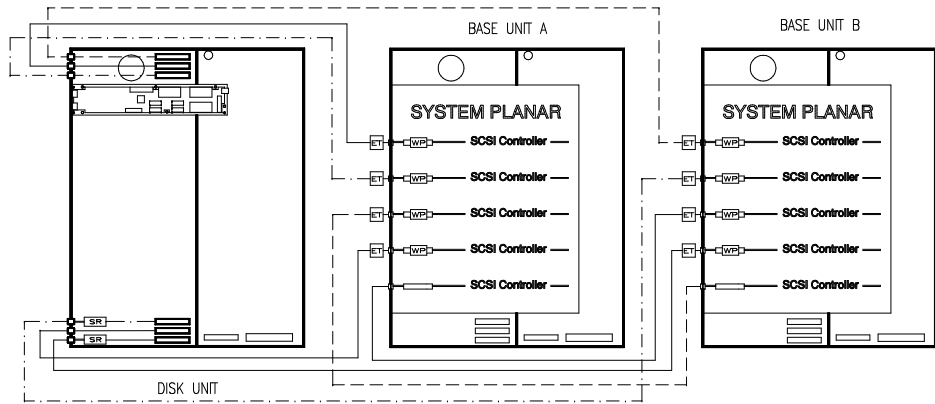 BASE UNIT A
BASE UNIT B
SYSTEM PLANAR
SYSTEM PLANAR
ET WP SCSI Controller
ET WP SCSI Controller
ET WP SCSI Controller
ET WP SCSI Controller
ET WP SCSI Controller
ET WP SCSI Controller
ET WP SCSI Controller
ET WP SCSI Controller
SCSI Controller
SCSI Controller
SR
SR
DISK UNIT